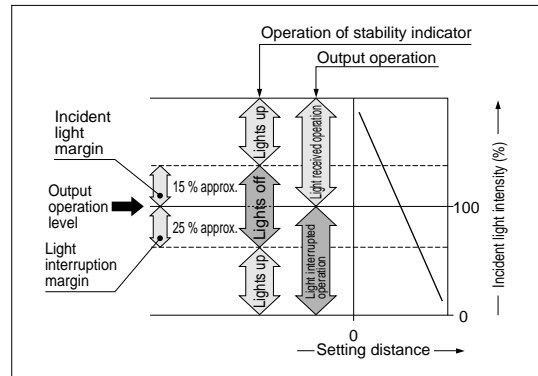 Operation of stability indicator
Output operation
Incident
light
margin
Output
operation
level
Light
interruption
margin
15 % approx.
25 % approx.
Lights up
Lights off
Lights up
Light received operation
Light interrupted
operation
Incident light intensity (%)
100
0
0
Setting distance